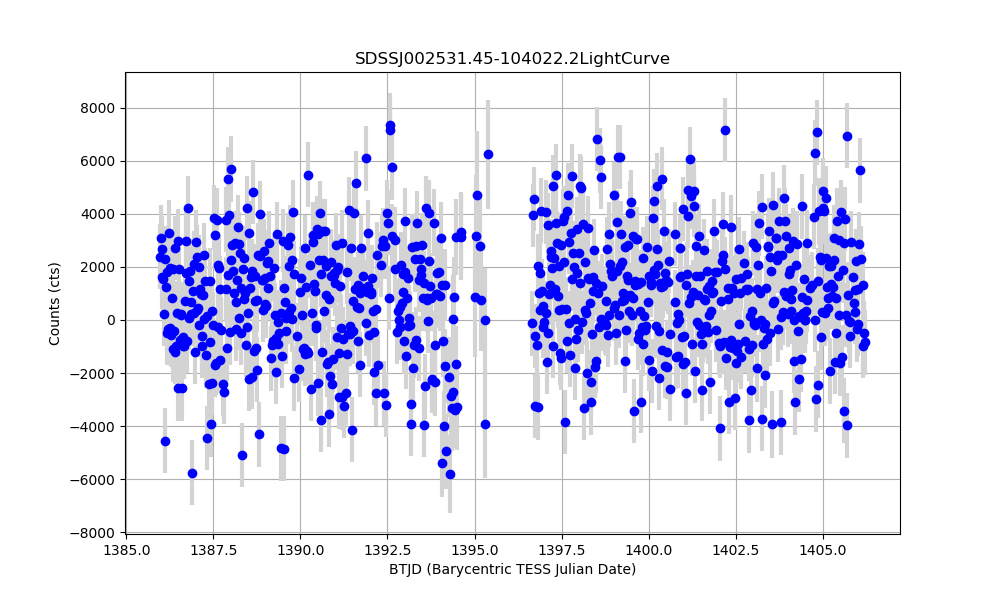 SDSSJ002531.45-104022.2LightCurve
8000
6000
4000
2000
0
−2000
−4000
−6000
−8000
Counts (cts)
1385.0 1387.5 1390.0 1392.5 1395.0 1397.5 1400.0 1402.5 1405.0
BTJD (Barycentric TESS Julian Date)